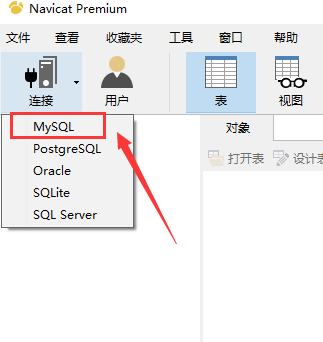 Navicat Premium
文件 查看 收藏夹 工具 窗口 帮助
连接 用户 表 视图
MySQL
PostgreSQL
Oracle
SQLite
SQL Server
对象
打开表 设计表